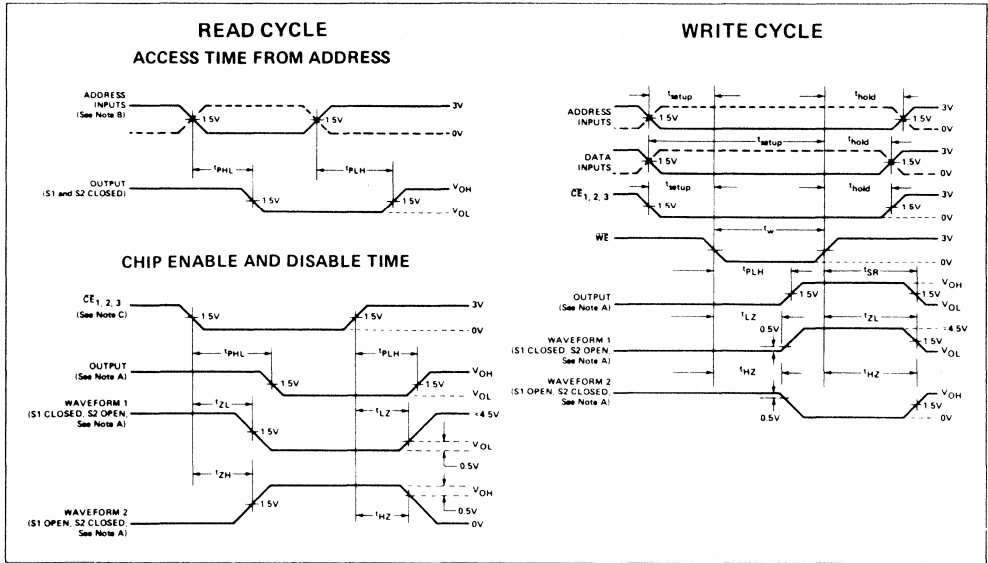 READ CYCLE
ACCESS TIME FROM ADDRESS
ADDRESS
INPUTS
(See Note B)
3V
1.5V
1.5V
0V
tPHL
tPLH
OUTPUT
(S1 and S2 CLOSED)
VOH
1.5V
1.5V
VOL
CHIP ENABLE AND DISABLE TIME
CE1, 2, 3
(See Note C)
3V
1.5V
1.5V
0V
tPHL
tPLH
OUTPUT
(See Note A)
VOH
1.5V
1.5V
VOL
tZL
tLZ
WAVEFORM 1
(S1 CLOSED, S2 OPEN,
See Note A)
≈4.5V
1.5V
VOL
0.5V
tZH
VOH
0.5V
1.5V
tHZ
WAVEFORM 2
(S1 OPEN, S2 CLOSED,
See Note A)
0V
WRITE CYCLE
tsetup
thold
ADDRESS
INPUTS
3V
1.5V
1.5V
0V
tsetup
thold
DATA
INPUTS
3V
1.5V
1.5V
0V
CE1, 2, 3
tsetup
thold
3V
1.5V
1.5V
0V
tw
WE
3V
0V
tPLH
tSR
OUTPUT
(See Note A)
VOH
1.5V
1.5V
VOL
tLZ
tZL
0.5V
≈4.5V
WAVEFORM 1
(S1 CLOSED, S2 OPEN,
See Note A)
1.5V
VOL
tHZ
tHZ
WAVEFORM 2
(S1 OPEN, S2 CLOSED,
See Note A)
VOH
0.5V
1.5V
0V